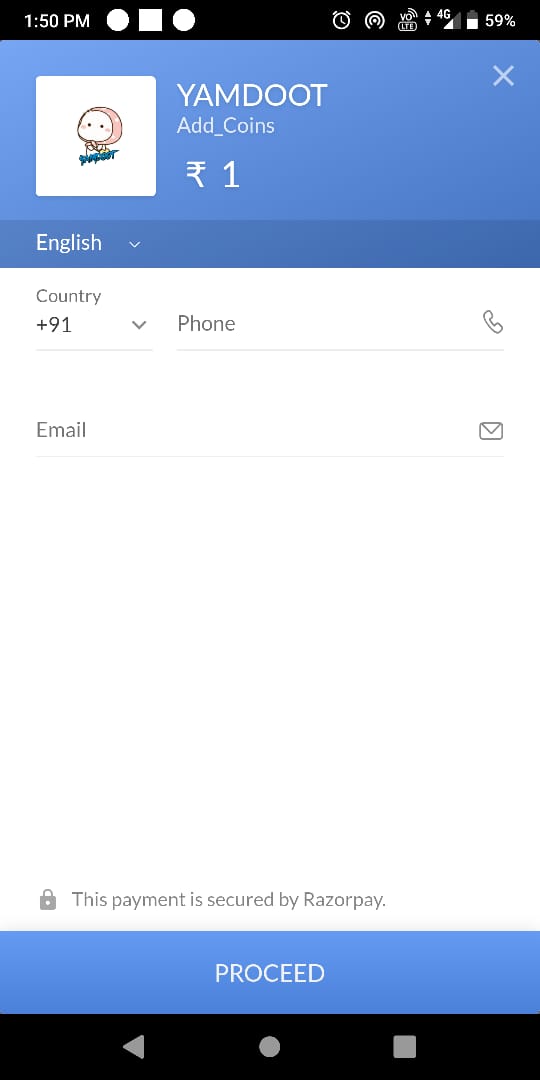 1:50 PM
VO LTE 4G 59%
YAMDOOT
Add_Coins
₹ 1
YAMDOOT
English
Country
+91
Phone
Email
This payment is secured by Razorpay.
PROCEED